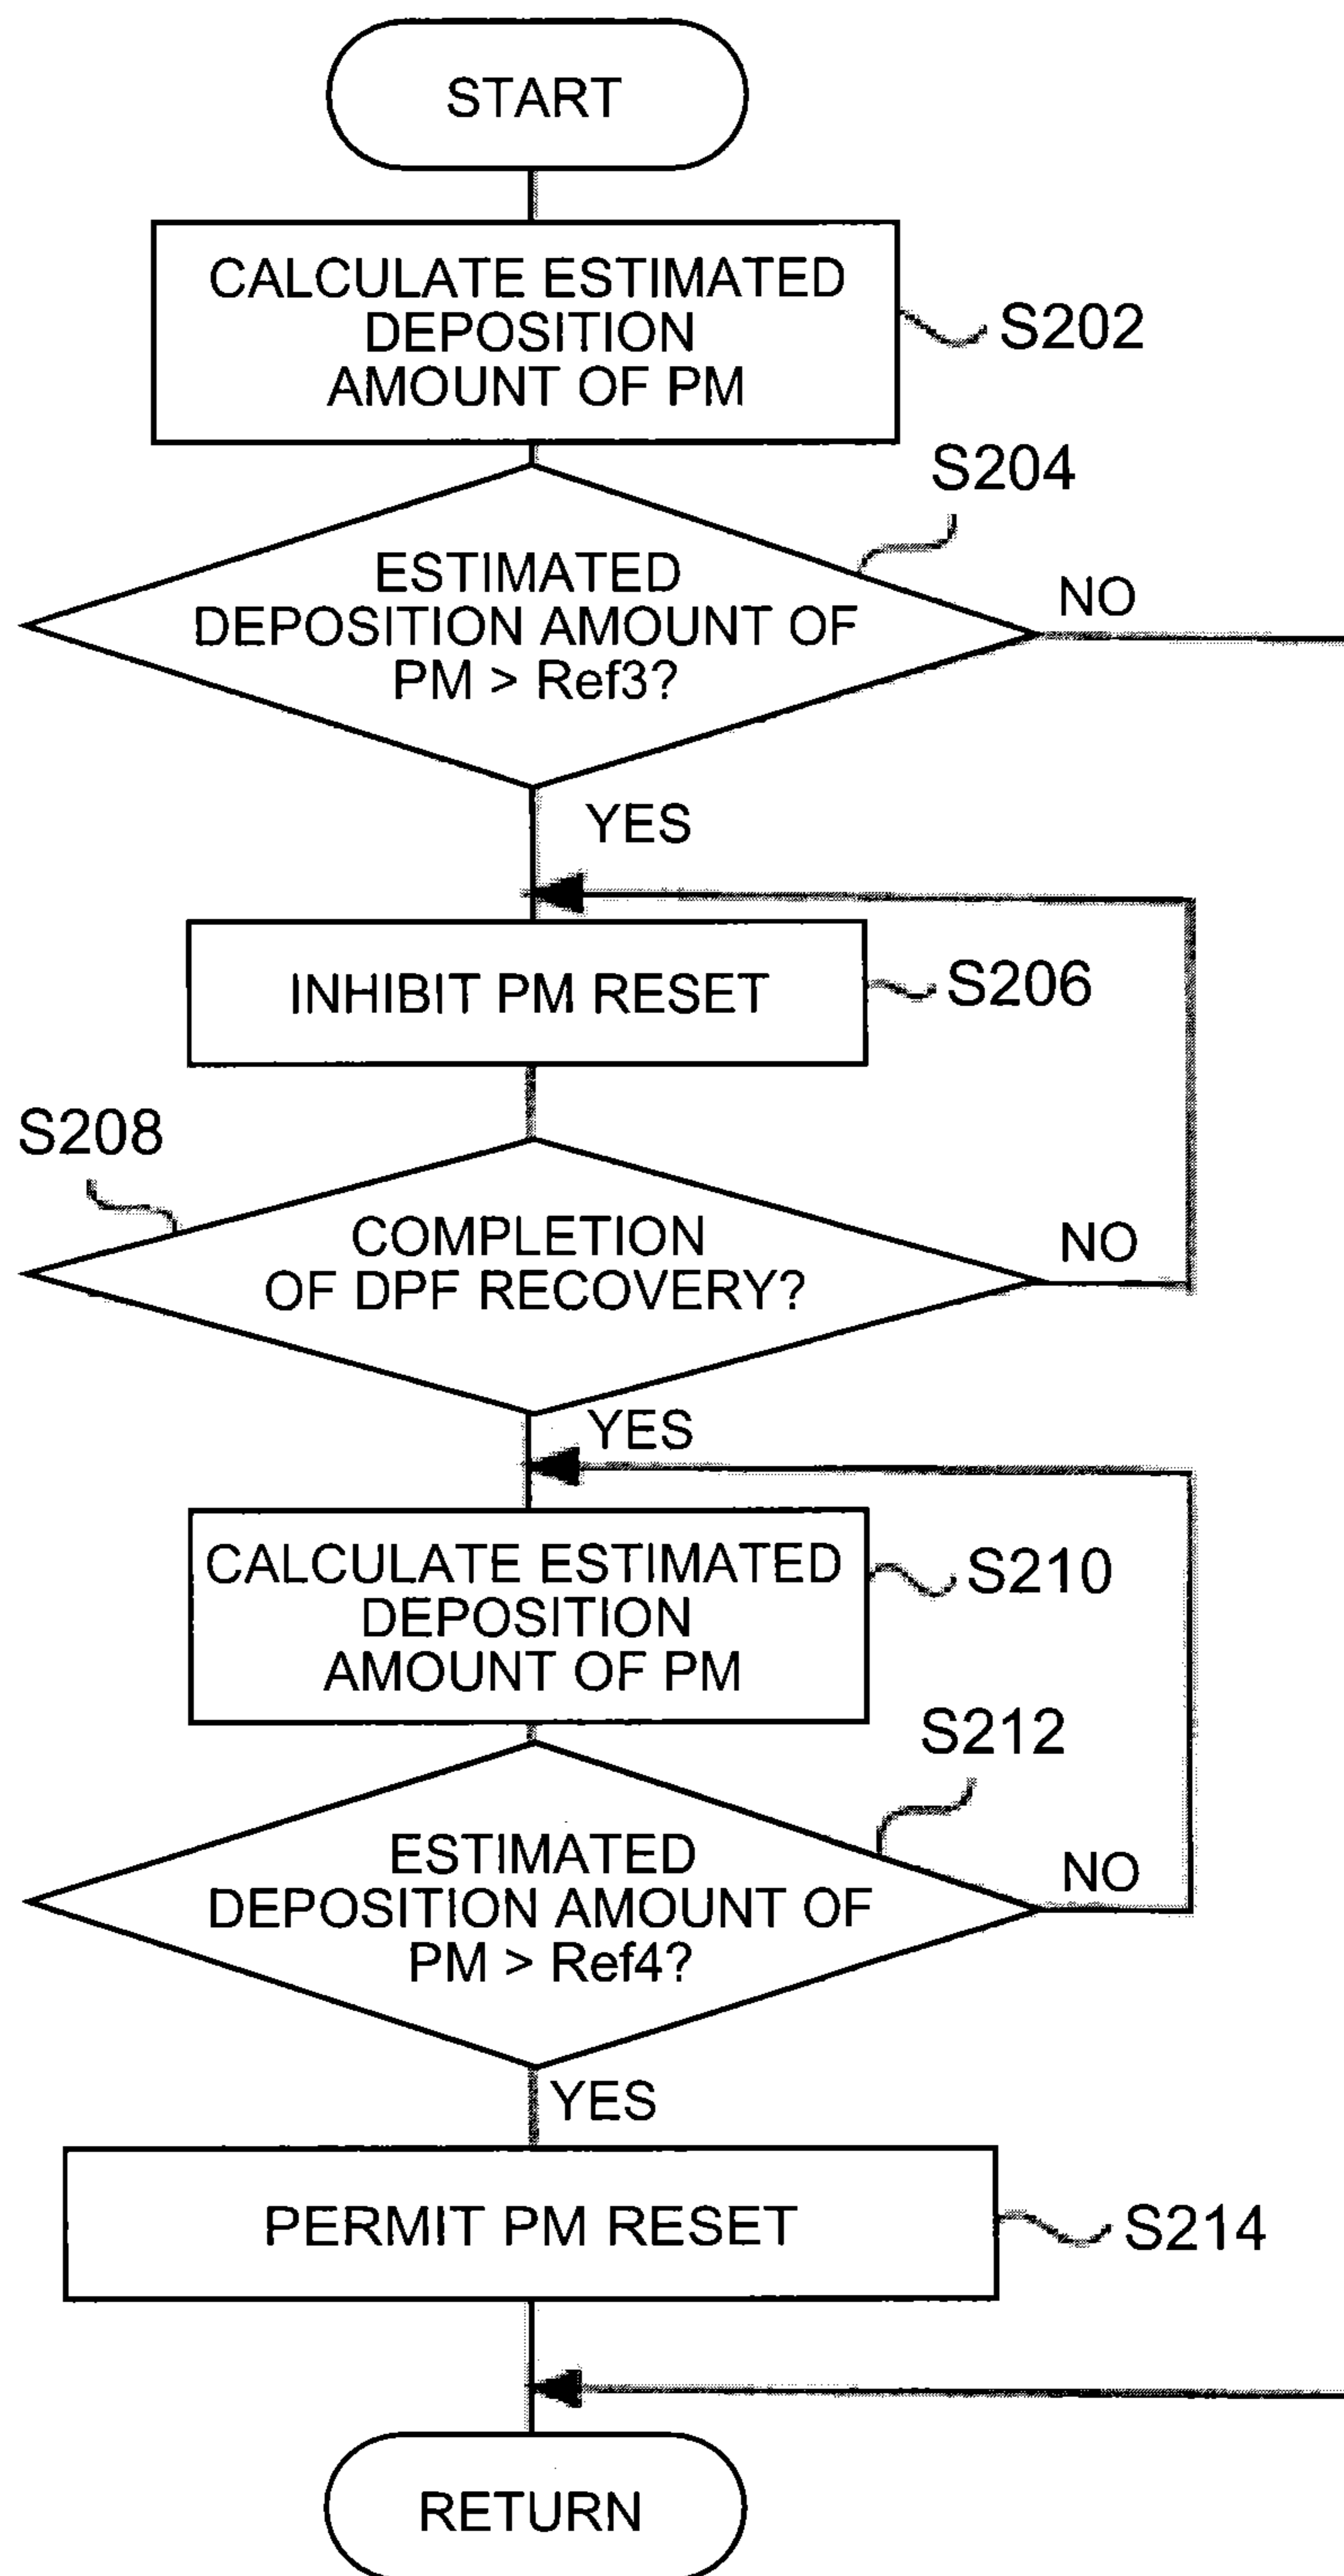 START
CALCULATE ESTIMATED
DEPOSITION
AMOUNT OF PM
S202
S204
ESTIMATED
DEPOSITION AMOUNT OF
PM > Ref3?
NO
YES
INHIBIT PM RESET
S206
S208
COMPLETION
OF DPF RECOVERY?
NO
YES
CALCULATE ESTIMATED
DEPOSITION
AMOUNT OF PM
S210
S212
ESTIMATED
DEPOSITION AMOUNT OF
PM > Ref4?
NO
YES
PERMIT PM RESET
S214
RETURN